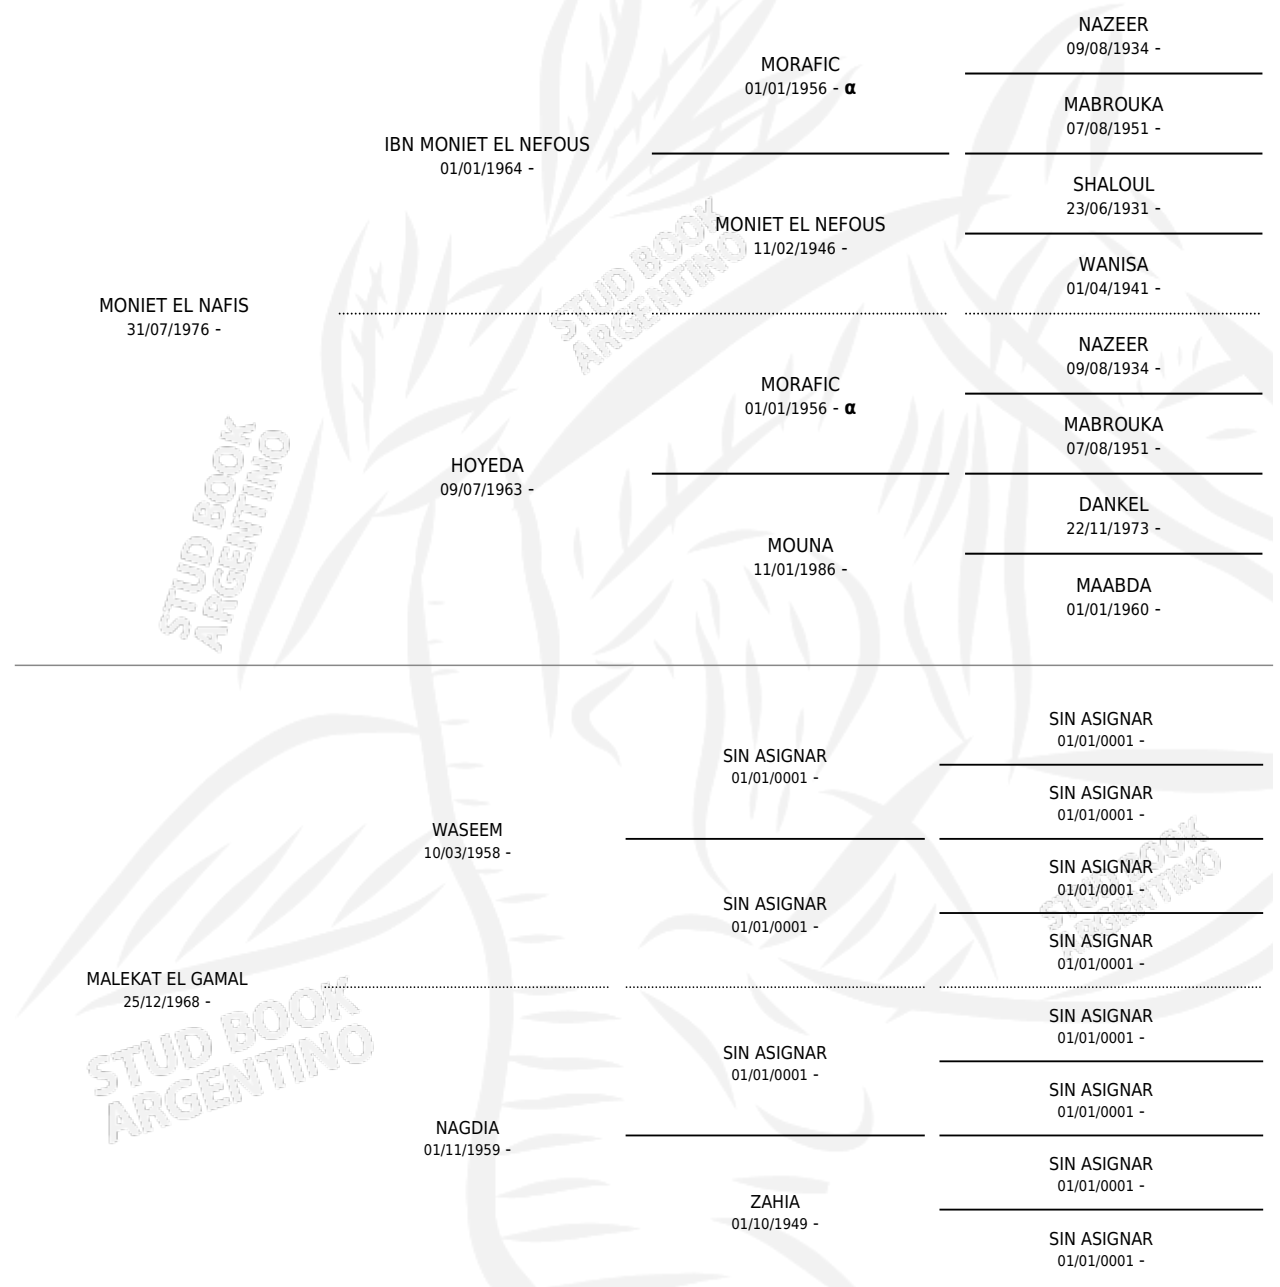 NAZEER
09/08/1934 -
MORAFIC
01/01/1956 - α
MABROUKA
07/08/1951 -
IBN MONIET EL NEFOUS
01/01/1964 -
SHALOUL
23/06/1931 -
MONIET EL NEFOUS
11/02/1946 -
WANISA
01/04/1941 -
MONIET EL NAFIS
31/07/1976 -
NAZEER
09/08/1934 -
MORAFIC
01/01/1956 - α
MABROUKA
07/08/1951 -
HOYEDA
09/07/1963 -
DANKEL
22/11/1973 -
MOUNA
11/01/1986 -
MAABDA
01/01/1960 -
SIN ASIGNAR
01/01/0001 -
SIN ASIGNAR
01/01/0001 -
SIN ASIGNAR
01/01/0001 -
WASEEM
10/03/1958 -
SIN ASIGNAR
01/01/0001 -
SIN ASIGNAR
01/01/0001 -
SIN ASIGNAR
01/01/0001 -
MALEKAT EL GAMAL
25/12/1968 -
SIN ASIGNAR
01/01/0001 -
SIN ASIGNAR
01/01/0001 -
SIN ASIGNAR
01/01/0001 -
NAGDIA
01/11/1959 -
SIN ASIGNAR
01/01/0001 -
ZAHIA
01/10/1949 -
SIN ASIGNAR
01/01/0001 -
STUD BOOK
ARGENTINO
STUD BOOK
ARGENTINO
STUD BOOK
ARGENTINO
STUD BOOK
ARGENTINO